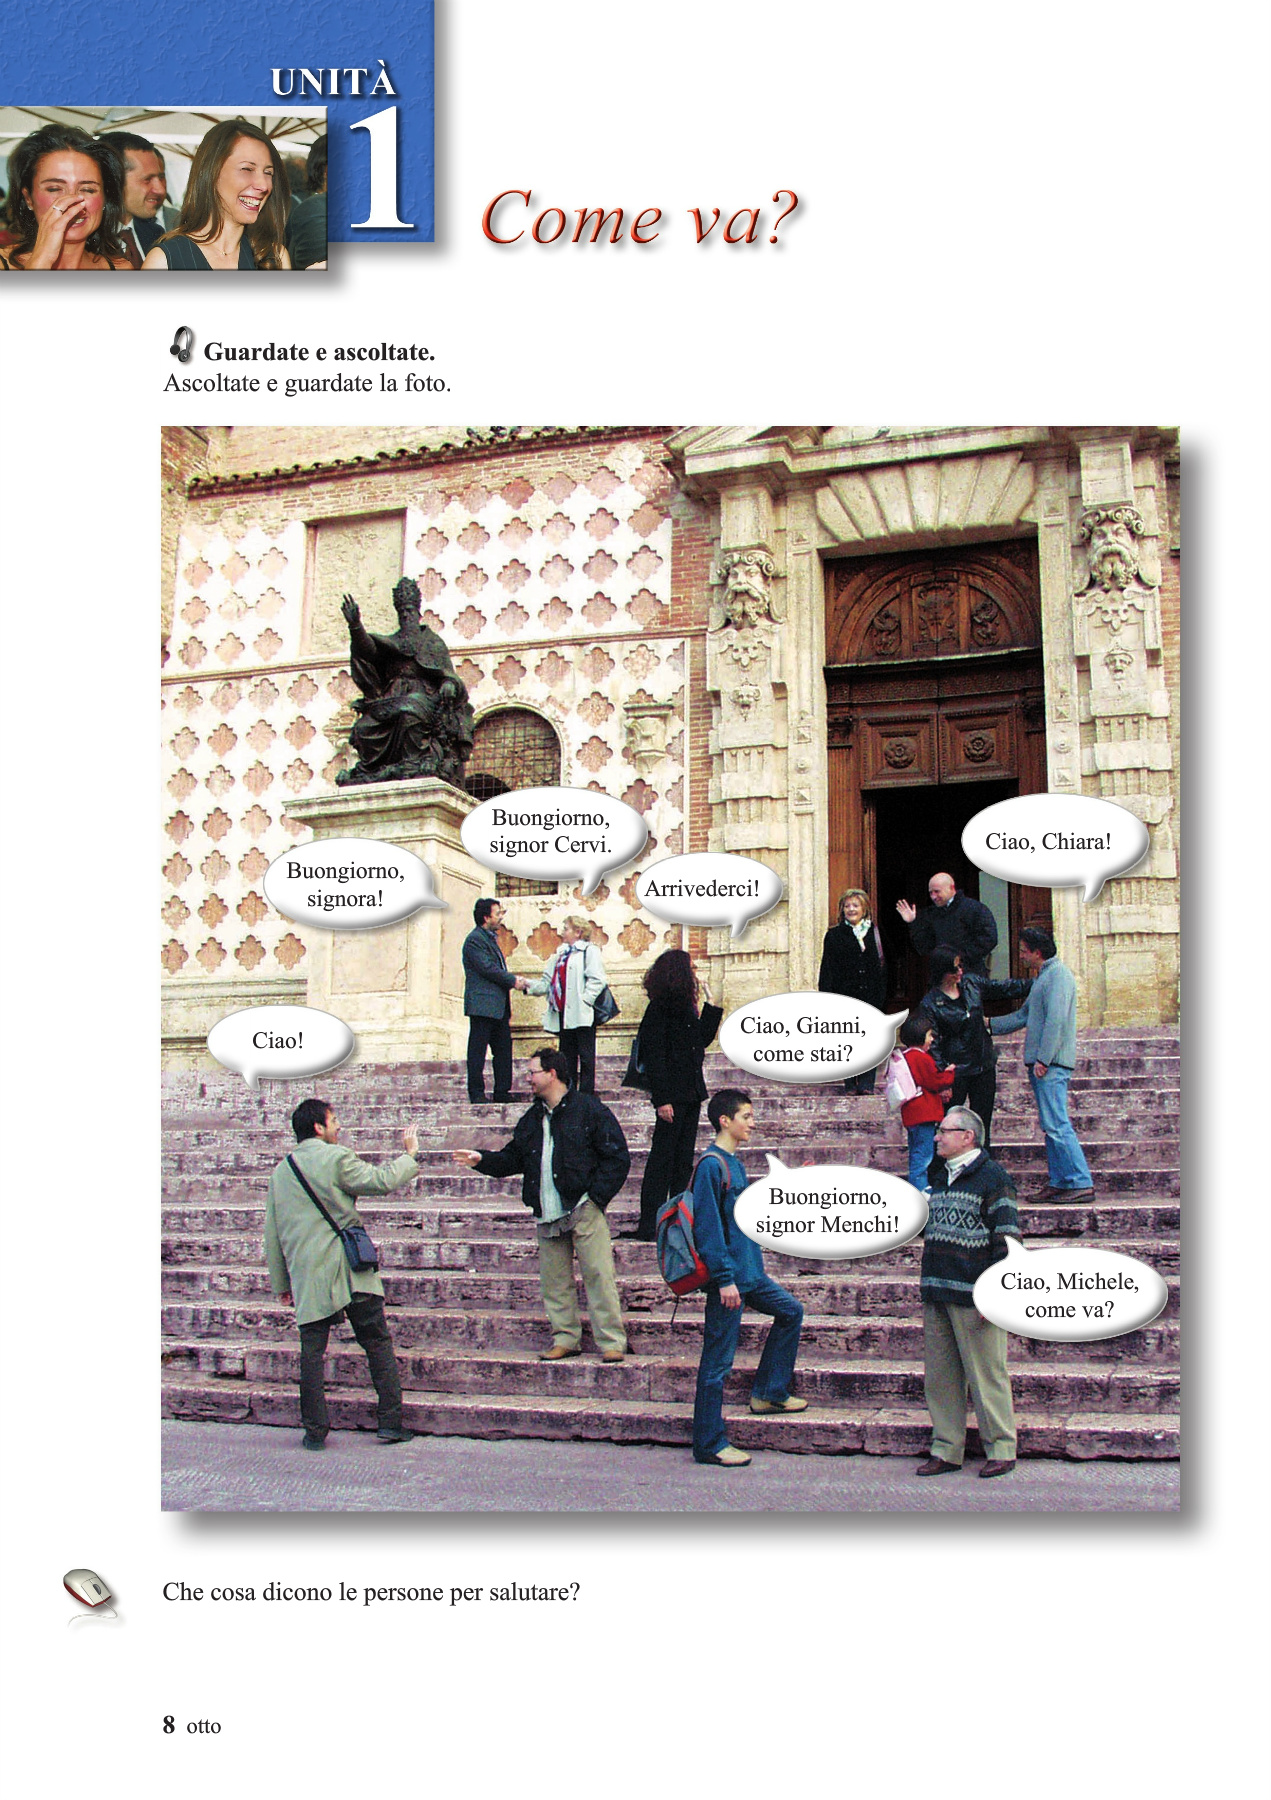 UNITÀ
1
Come va?
Guardate e ascoltate.
Ascoltate e guardate la foto.
Buongiorno,
signor Cervi.
Buongiorno,
signora!
Arrivederci!
Ciao, Chiara!
Ciao!
Ciao, Gianni,
come stai?
Buongiorno,
signor Menchi!
Ciao, Michele,
come va?
Che cosa dicono le persone per salutare?
8 otto